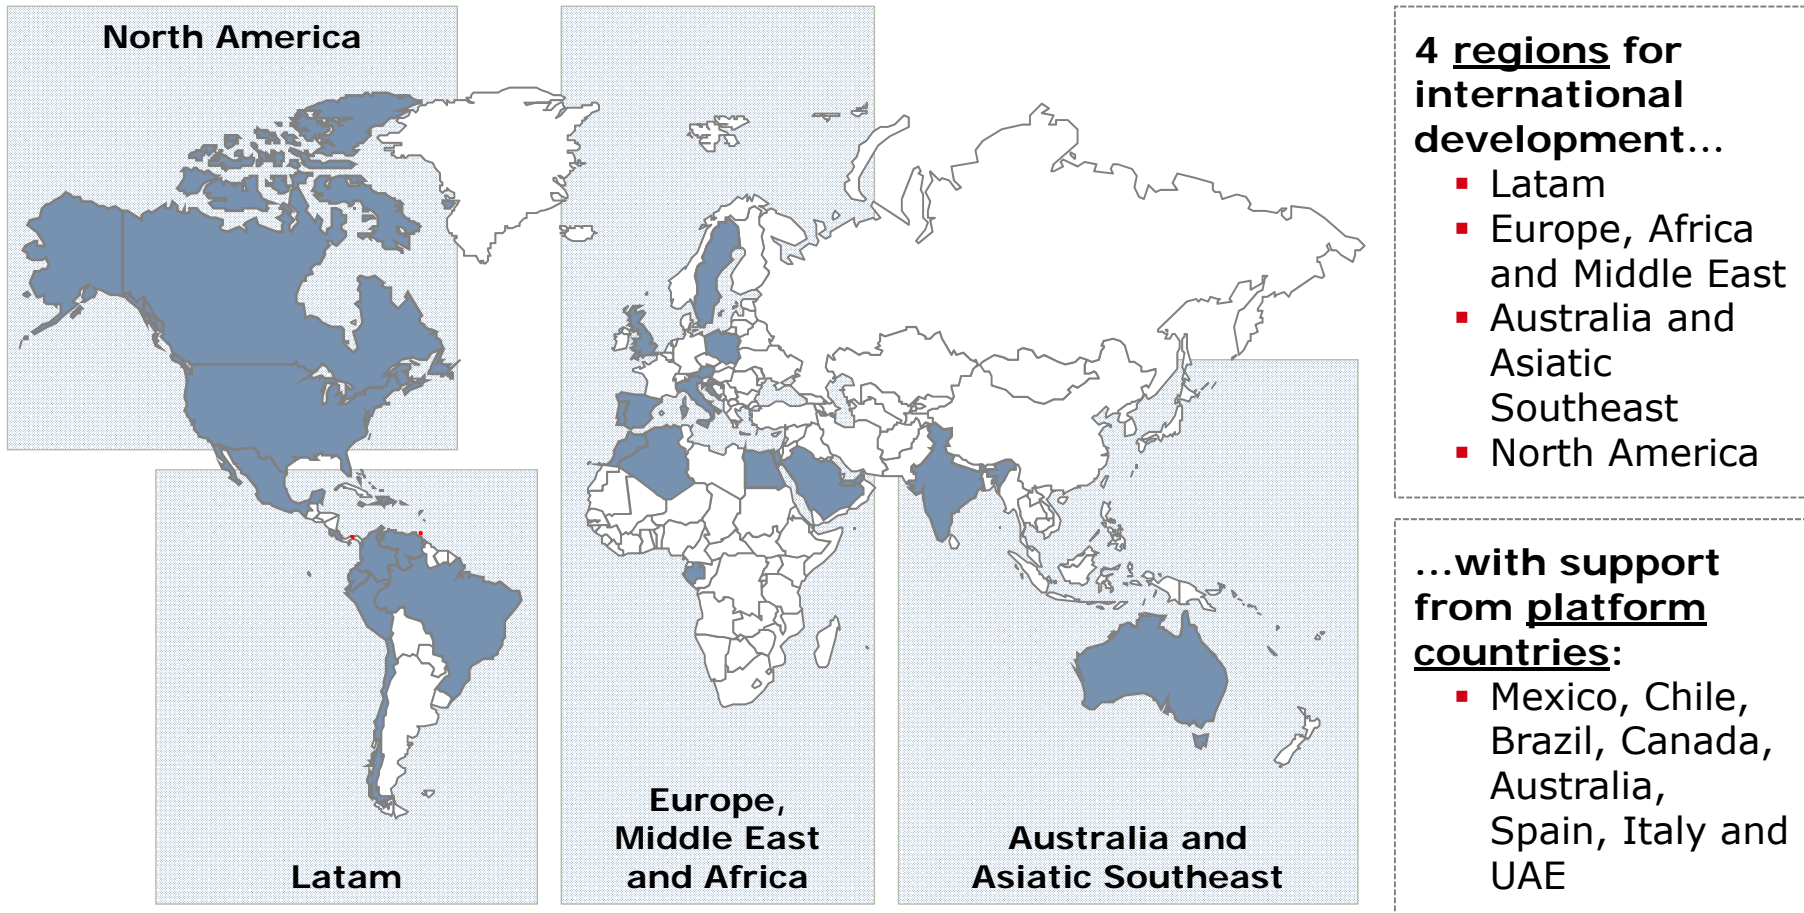 North America
Latam
Europe,
Middle East
and Africa
Australia and
Asiatic Southeast
4 regions for
international
development...
▪ Latam
▪ Europe, Africa
and Middle East
▪ Australia and
Asiatic
Southeast
▪ North America
...with support
from platform
countries:
▪ Mexico, Chile,
Brazil, Canada,
Australia,
Spain, Italy and
UAE